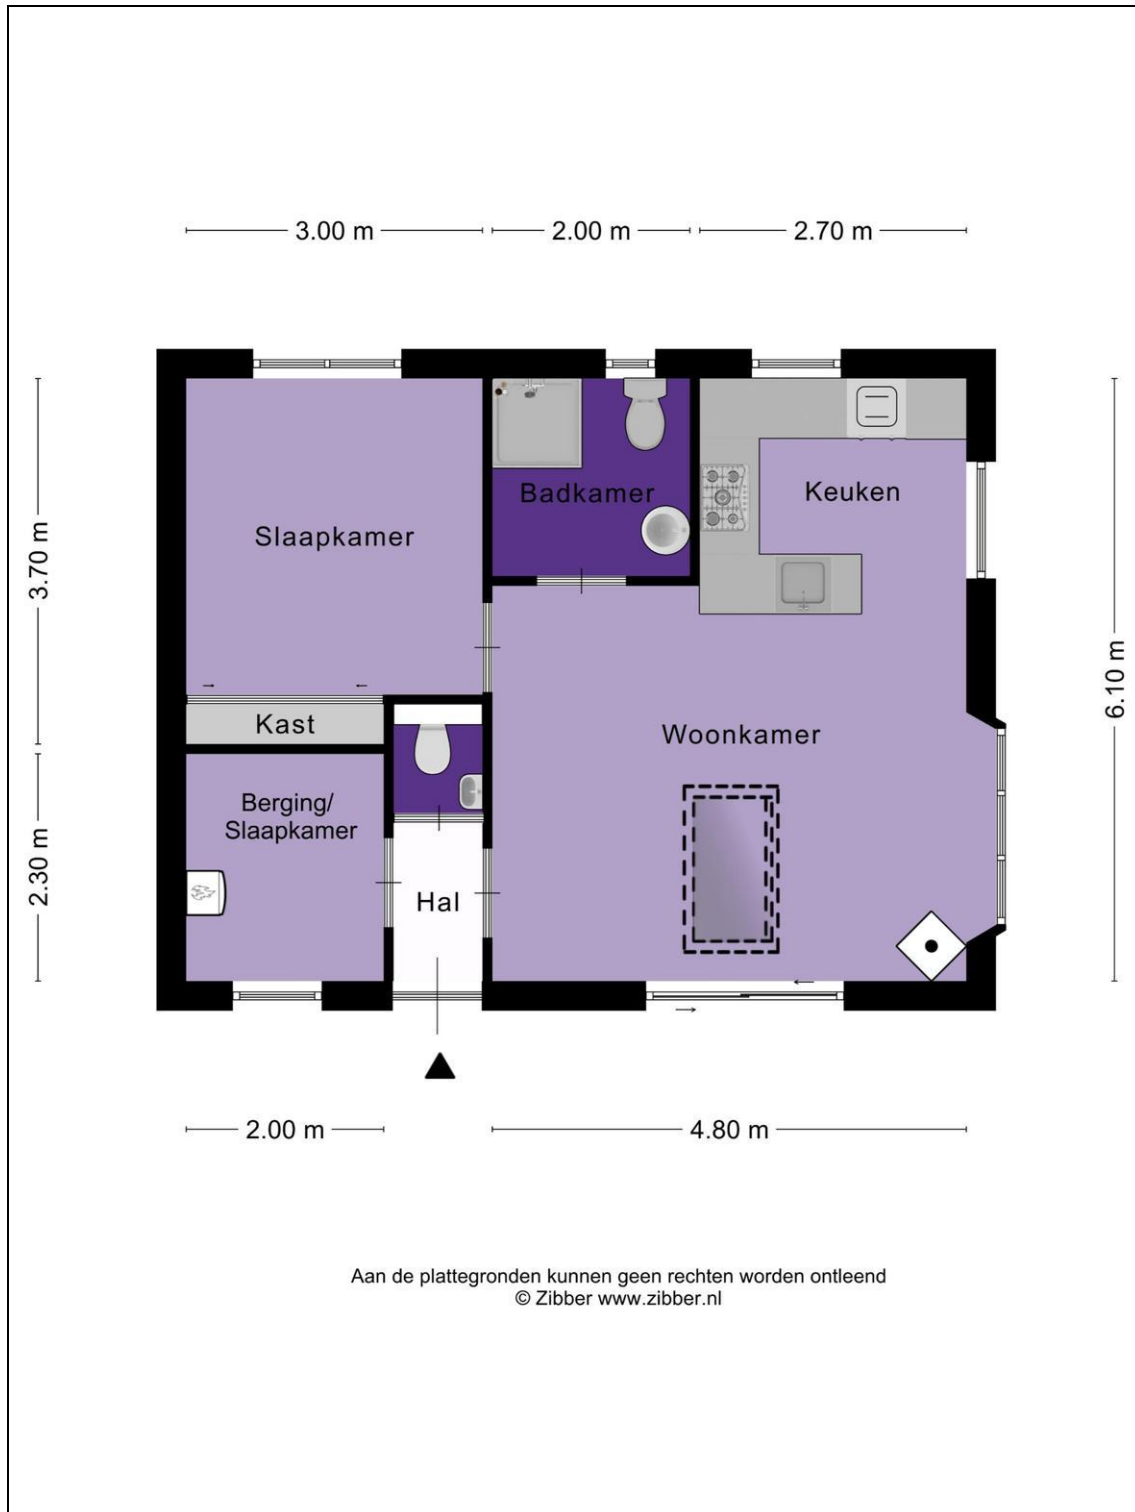 3.00 m
2.00 m
2.70 m
Badkamer
Keuken
Slaapkamer
3.70 m
6.10 m
Kast
Woonkamer
Berging/
Slaapkamer
2.30 m
Hal
2.00 m
4.80 m
Aan de plattegronden kunnen geen rechten worden ontleend
© Zibber www.zibber.nl